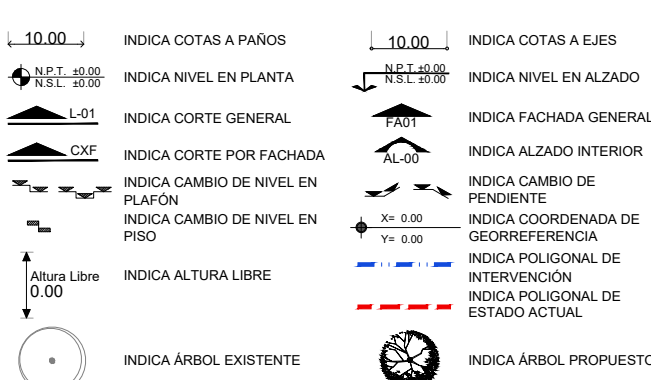 10.00
INDICA COTAS A PAÑOS
N.P.T. ±0.00
N.S.L. ±0.00
INDICA NIVEL EN PLANTA
L-01
INDICA CORTE GENERAL
CXF
INDICA CORTE POR FACHADA
INDICA CAMBIO DE NIVEL EN
PLAFÓN
INDICA CAMBIO DE NIVEL EN
PISO
Altura Libre
0.00
INDICA ALTURA LIBRE
INDICA ÁRBOL EXISTENTE
10.00
INDICA COTAS A EJES
N.P.T. ±0.00
N.S.L. ±0.00
INDICA NIVEL EN ALZADO
FA01
INDICA FACHADA GENERAL
AL-00
INDICA ALZADO INTERIOR
INDICA CAMBIO DE
PENDIENTE
X= 0.00
Y= 0.00
INDICA COORDENADA DE
GEORREFERENCIA
INDICA POLIGONAL DE
INTERVENCIÓN
INDICA POLIGONAL DE
ESTADO ACTUAL
INDICA ÁRBOL PROPUESTO